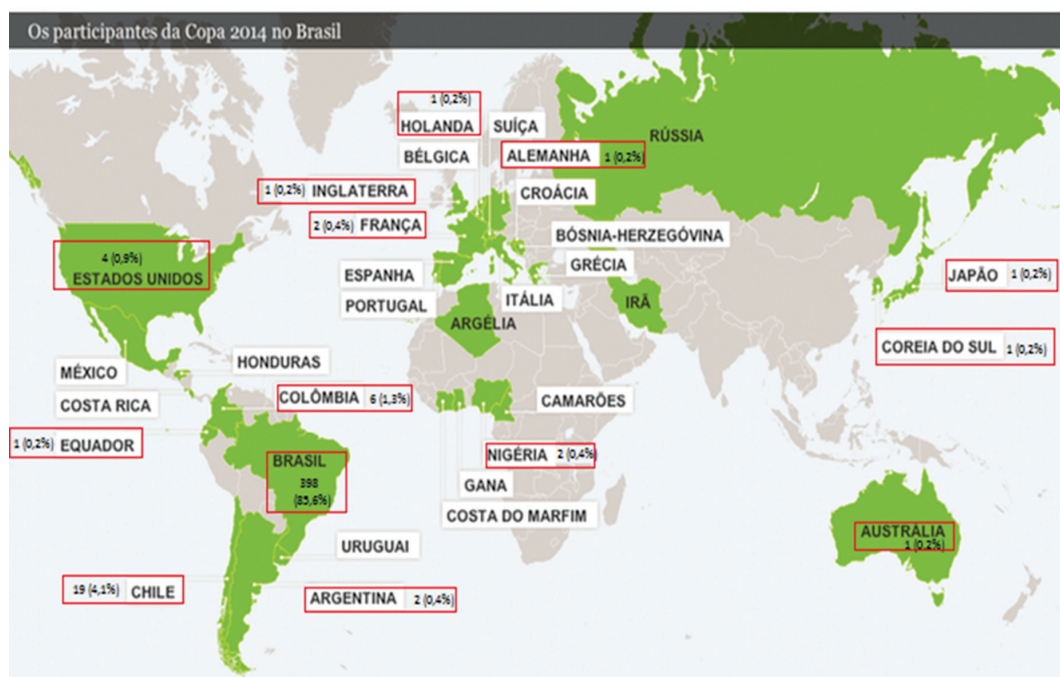 Os participantes da Copa 2014 no Brasil
1 (0,2%)
HOLANDA
SUÍÇA
RÚSSIA
BÉLGICA
ALEMANHA 1 (0,2%)
1 (0,2%) INGLATERRA
CROÁCIA
2 (0,4%) FRANÇA
BÓSNIA-HERZEGÓVINA
4 (0,9%)
ESTADOS UNIDOS
ESPANHA
GRÉCIA
JAPÃO 1 (0,2%)
PORTUGAL
ITÁLIA
IRÃ
ARGÉLIA
COREIA DO SUL 1 (0,2%)
HONDURAS
MÉXICO
COLÔMBIA 6 (1,3%)
CAMARÕES
COSTA RICA
1 (0,2%) EQUADOR
NIGÉRIA 2 (0,4%)
BRASIL
398
(85,6%)
GANA
COSTA DO MARFIM
AUSTRÁLIA
1 (0,2%)
URUGUAI
19 (4,1%) CHILE
ARGENTINA 2 (0,4%)